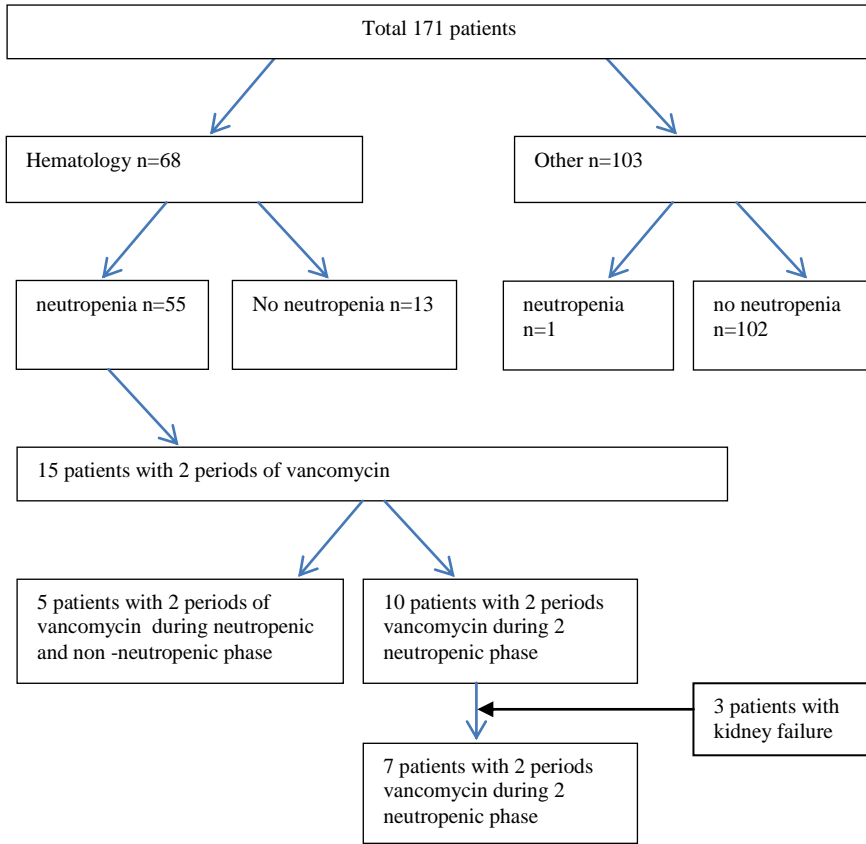 Total 171 patients
Hematology n=68
Other n=103
neutropenia n=55
No neutropenia n=13
neutropenia
n=1
no neutropenia
n=102
15 patients with 2 periods of vancomycin
5 patients with 2 periods of
vancomycin  during neutropenic
and non -neutropenic phase
10 patients with 2 periods
vancomycin during 2
neutropenic phase
3 patients with
kidney failure
7 patients with 2 periods
vancomycin during 2
neutropenic phase